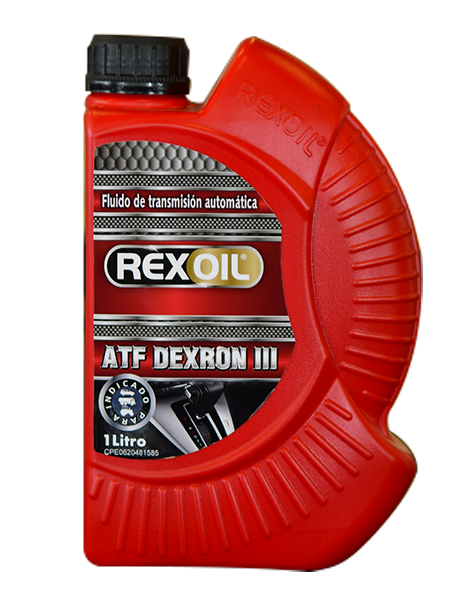 REXOIL®
Fluido de transmisión automática
REXOIL®
ATF DEXRON III
INDICADO PARA
1 Litro
CPE0620481585